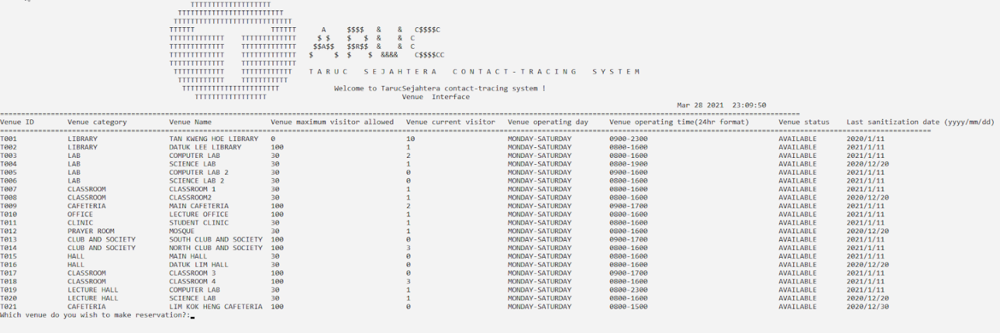 TTTTTTTTTTTTTTTTTTT
TTTTTTTTTTTTTTTTTTTTTTTTT
TTTTTTTTTTTTTTTTTTTTTTTTTTTT
TTTTTT TTTTTT A $$$$ & & C$$$$C
TTTTTTTTTTTTT TTTTTTTTTTTTT $ $ $ $ & & C
TTTTTTTTTTTTT TTTTTTTTTTTTT $$A$$ $$R$$ & & C
TTTTTTTTTTTTT TTTTTTTTTTTTT $ $ $ $ &&&& C$$$$CC
TTTTTTTTTTTTT TTTTTTTTTTTTT
TTTTTTTTTTTT TTTTTTTTTTTT T A R U C S E J A H T E R A C O N T A C T - T R A C I N G S Y S T E M
TTTTTTTTTTT TTTTTTTTTTT
TTTTTTTTTTTTTTTTTTTTTTT Welcome to TarucSejahtera contact-tracing system !
TTTTTTTTTTTTTTTTT Venue Interface
Mar 28 2021 23:09:50
Venue ID Venue category Venue Name Venue maximum visitor allowed Venue current visitor Venue operating day Venue operating time(24hr format) Venue status Last sanitization date (yyyy/mm/dd)
T001 LIBRARY TAN KWENG HOE LIBRARY 0 10 MONDAY-SATURDAY 0900-2300 AVAILABLE 2020/1/11
T002 LIBRARY DATUK LEE LIBRARY 100 1 MONDAY-SATURDAY 0800-1600 AVAILABLE 2021/1/11
T003 LAB COMPUTER LAB 30 2 MONDAY-SATURDAY 0800-1600 AVAILABLE 2021/1/11
T004 LAB SCIENCE LAB 30 1 MONDAY-SATURDAY 0800-1900 AVAILABLE 2020/12/20
T005 LAB COMPUTER LAB 2 30 0 MONDAY-SATURDAY 0900-1600 AVAILABLE 2021/1/11
T006 LAB SCIENCE LAB 2 30 0 MONDAY-SATURDAY 0800-1600 AVAILABLE 2021/1/11
T007 CLASSROOM CLASSROOM 1 30 1 MONDAY-SATURDAY 0800-1600 AVAILABLE 2021/1/11
T008 CLASSROOM CLASSROOM2 30 1 MONDAY-SATURDAY 0800-1600 AVAILABLE 2020/12/20
T009 CAFETERIA MAIN CAFETERIA 100 2 MONDAY-SATURDAY 0900-1700 AVAILABLE 2021/1/11
T010 OFFICE LECTURE OFFICE 100 1 MONDAY-SATURDAY 0800-1600 AVAILABLE 2021/1/11
T011 CLINIC STUDENT CLINIC 30 1 MONDAY-SATURDAY 0800-1600 AVAILABLE 2021/1/11
T012 PRAYER ROOM MOSQUE 30 1 MONDAY-SATURDAY 0800-1600 AVAILABLE 2020/12/20
T013 CLUB AND SOCIETY SOUTH CLUB AND SOCIETY 100 0 MONDAY-SATURDAY 0900-1700 AVAILABLE 2021/1/11
T014 CLUB AND SOCIETY NORTH CLUB AND SOCIETY 100 3 MONDAY-SATURDAY 0800-1600 AVAILABLE 2021/1/11
T015 HALL MAIN HALL 30 0 MONDAY-SATURDAY 0800-1600 AVAILABLE 2021/1/11
T016 HALL DATUK LIM HALL 30 0 MONDAY-SATURDAY 0800-1600 AVAILABLE 2020/12/20
T017 CLASSROOM CLASSROOM 3 100 0 MONDAY-SATURDAY 0900-1700 AVAILABLE 2021/1/11
T018 CLASSROOM CLASSROOM 4 100 3 MONDAY-SATURDAY 0800-1600 AVAILABLE 2021/1/11
T019 LECTURE HALL COMPUTER LAB 30 1 MONDAY-SATURDAY 0800-2300 AVAILABLE 2021/1/11
T020 LECTURE HALL SCIENCE LAB 30 1 MONDAY-SATURDAY 0800-1600 AVAILABLE 2020/12/20
T021 CAFETERIA LIM KOK HENG CAFETERIA 100 0 MONDAY-SATURDAY 0800-1500 AVAILABLE 2020/12/30
Which venue do you wish to make reservation?: